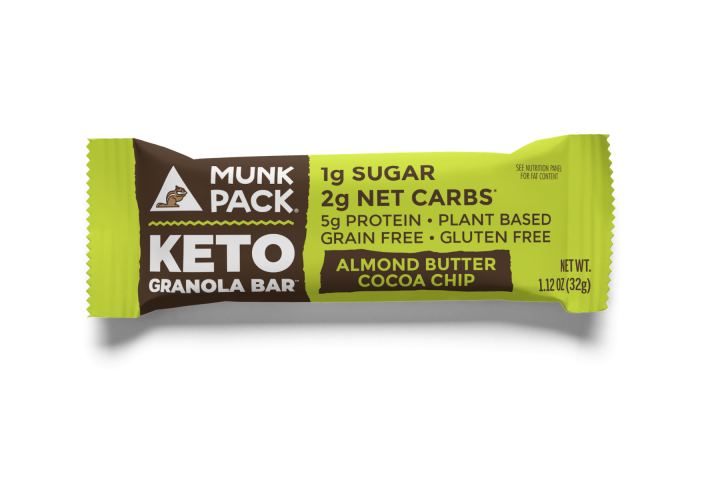 MUNK
PACK®
KETO
GRANOLA BAR™
1g SUGAR
2g NET CARBS*
5g PROTEIN • PLANT BASED
GRAIN FREE • GLUTEN FREE
ALMOND BUTTER
COCOA CHIP
SEE NUTRITION PANEL
FOR FAT CONTENT
NET WT.
1.12 OZ (32g)